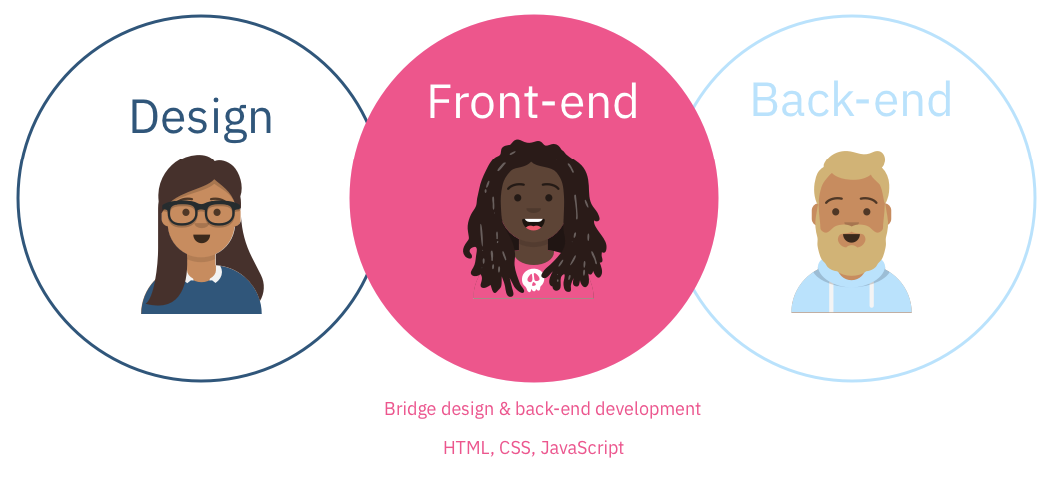 Design
Front-end
Back-end
Bridge design & back-end development
HTML, CSS, JavaScript